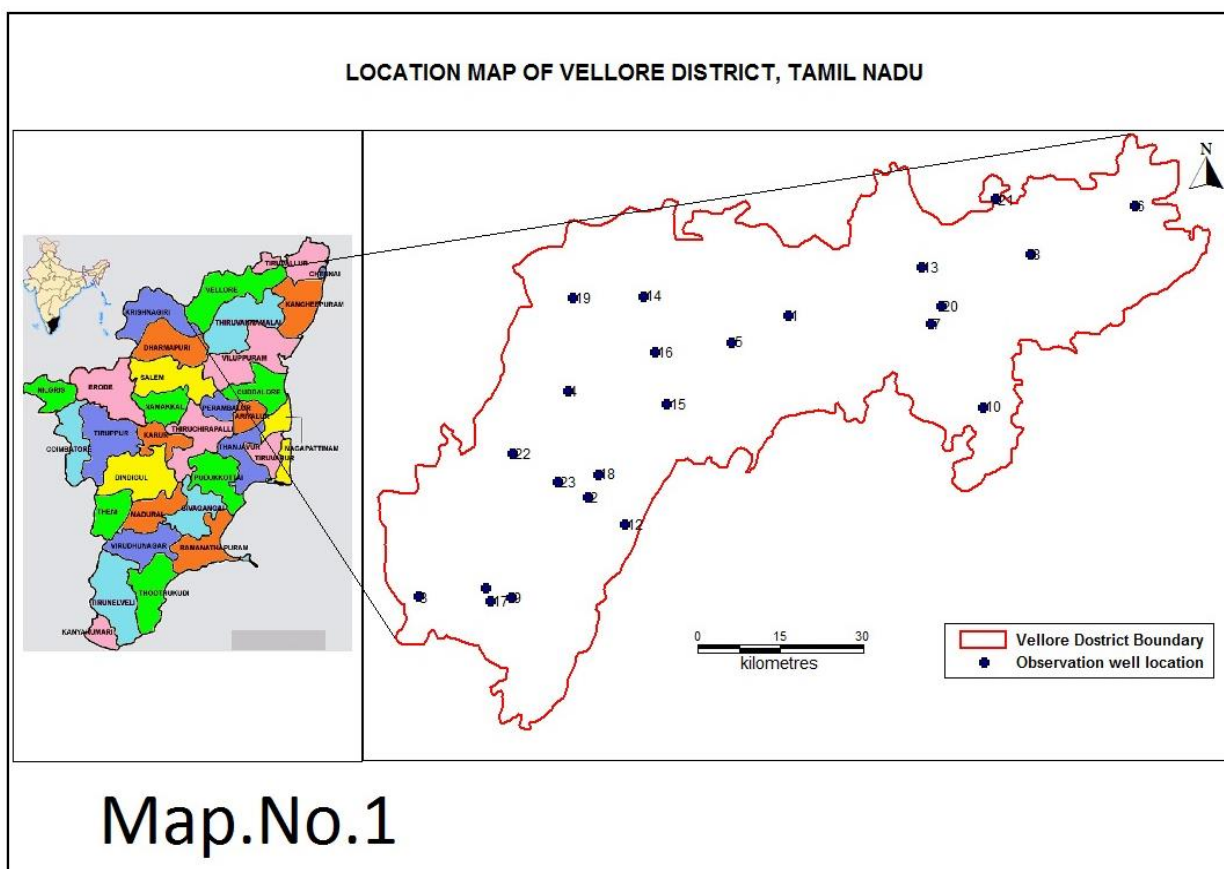 LOCATION MAP OF VELLORE DISTRICT, TAMIL NADU
N
TIRUVALLUR
CHENNAI
VELLORE
KANCHEEPURAM
KRISHNAGIRI
THIRUVANNAMALAI
DHARMAPURI
VILUPPURAM
SALEM
NILGRIS
ERODE
CUDDALORE
NAMAKKAL
PERAMBALUR
ARIYALUR
TIRUPPUR
KARUR
THIRUCHIRAPALLI
COIMBATORE
THANJAVUR
NAGAPATTINAM
TIRUVARUR
DINDIGUL
PUDUKKOTTAI
THENI
MADURAI
SIVAGANGAI
VIRUDHUNAGAR
RAMANATHAPURAM
THOOTHUKUDI
TIRUNELVELI
KANYAKUMARI
21
6
13
20
7
19
14
1
5
16
4
15
10
22
18
23
2
12
17
9
0 15 30
kilometres
Vellore Dostrict Boundary
Observation well location
Map.No.1